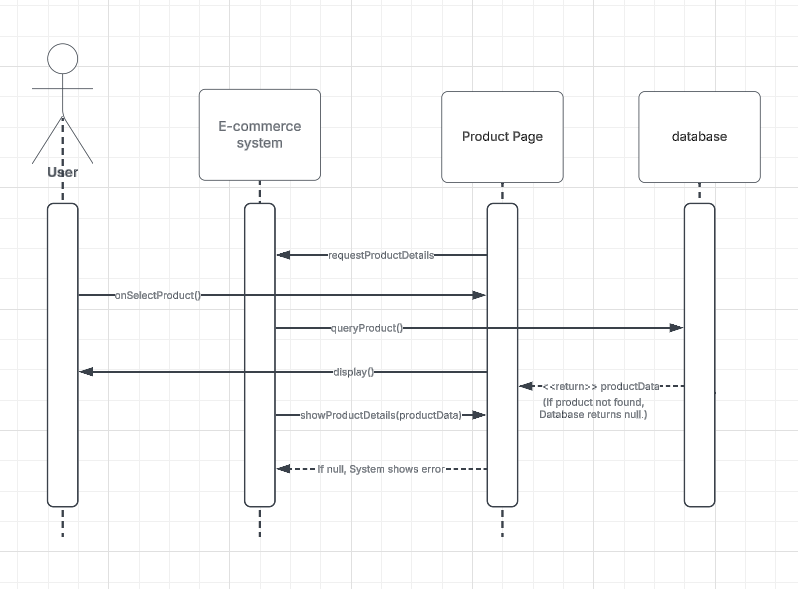 User
E-commerce
system
Product Page
database
requestProductDetails
onSelectProduct()
queryProduct()
display()
<<return>> productData
(If product not found,
Database returns null.)
showProductDetails(productData)
If null, System shows error